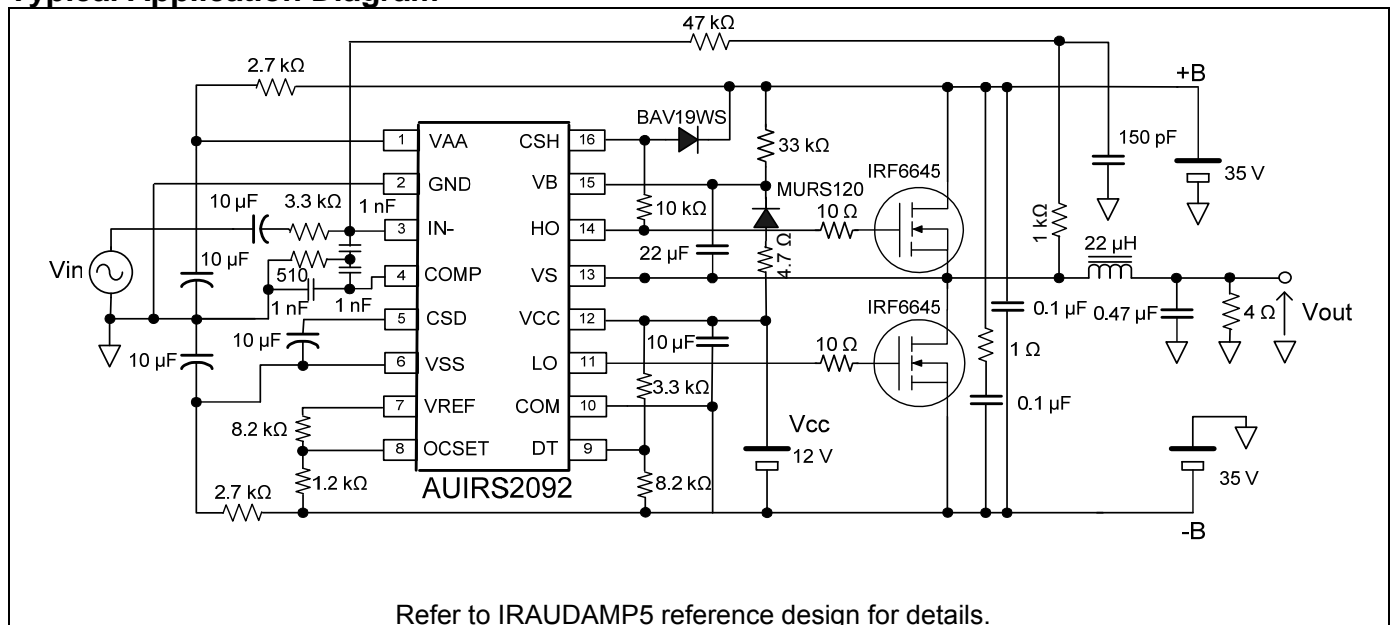 Typical Application Diagram
47 kΩ
2.7 kΩ
+B
BAV19WS
1 VAA CSH 16
33 kΩ
150 pF
35 V
2 GND VB 15
MURS120
IRF6645
10 µF
3.3 kΩ
1 nF
10 kΩ
10 Ω
1 kΩ
3 IN- HO 14
22 µF
4.7 Ω
22 µH
Vin
10 µF
510
4 COMP VS 13
1 nF
1 nF
IRF6645
0.1 µF
0.47 µF
4 Ω
Vout
5 CSD VCC 12
10 µF
10 µF
10 Ω
1 Ω
10 µF
6 VSS LO 11
3.3 kΩ
0.1 µF
7 VREF COM 10
8.2 kΩ
Vcc
12 V
8 OCSET DT 9
35 V
1.2 kΩ
8.2 kΩ
2.7 kΩ
AUIRS2092
-B
Refer to IRAUDAMP5 reference design for details.